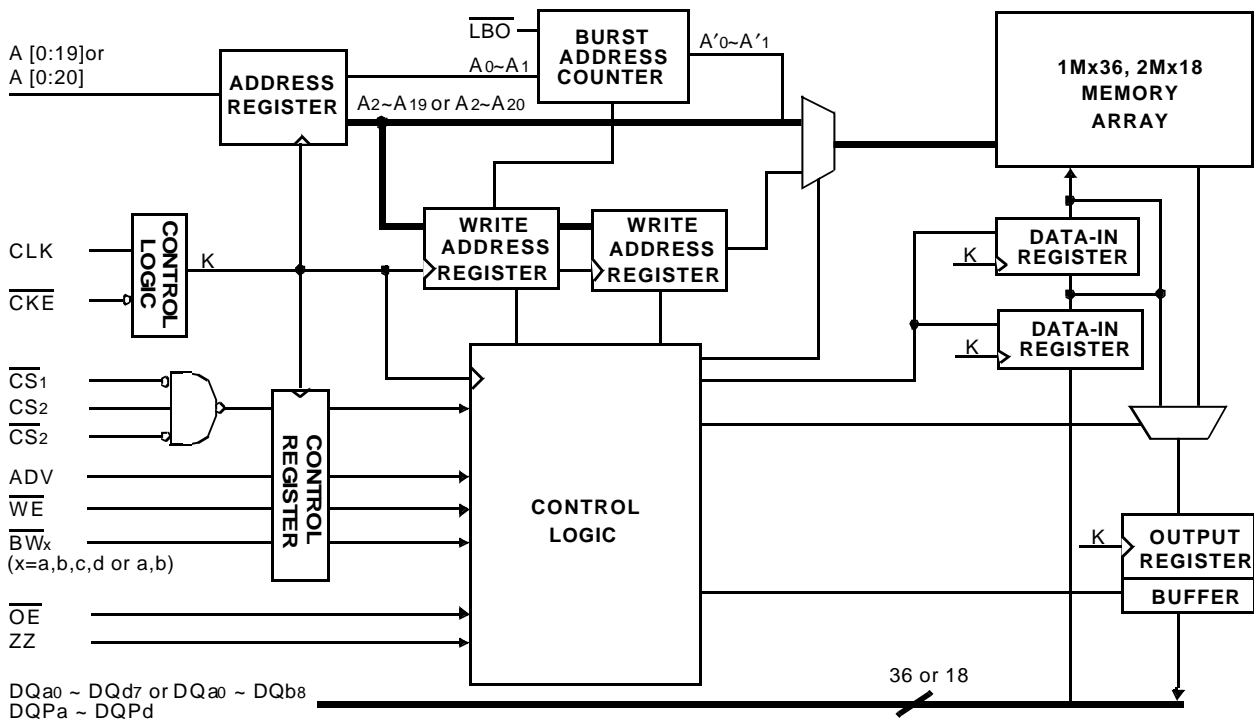 A [0:19]or
A [0:20]
ADDRESS
REGISTER
LBO
A0~A1
BURST
ADDRESS
COUNTER
A′0~A′1
A2~A19 or A2~A20
1Mx36, 2Mx18
MEMORY
ARRAY
CLK
CKE
CONTROL
LOGIC
K
WRITE
ADDRESS
REGISTER
WRITE
ADDRESS
REGISTER
DATA-IN
REGISTER
K
DATA-IN
REGISTER
K
CS1
CS2
CS2
ADV
WE
BWx
(x=a,b,c,d or a,b)
CONTROL
REGISTER
CONTROL
LOGIC
K
OUTPUT
REGISTER
BUFFER
OE
ZZ
36 or 18
DQa0 ~ DQd7 or DQa0 ~ DQb8
DQPa ~ DQPd